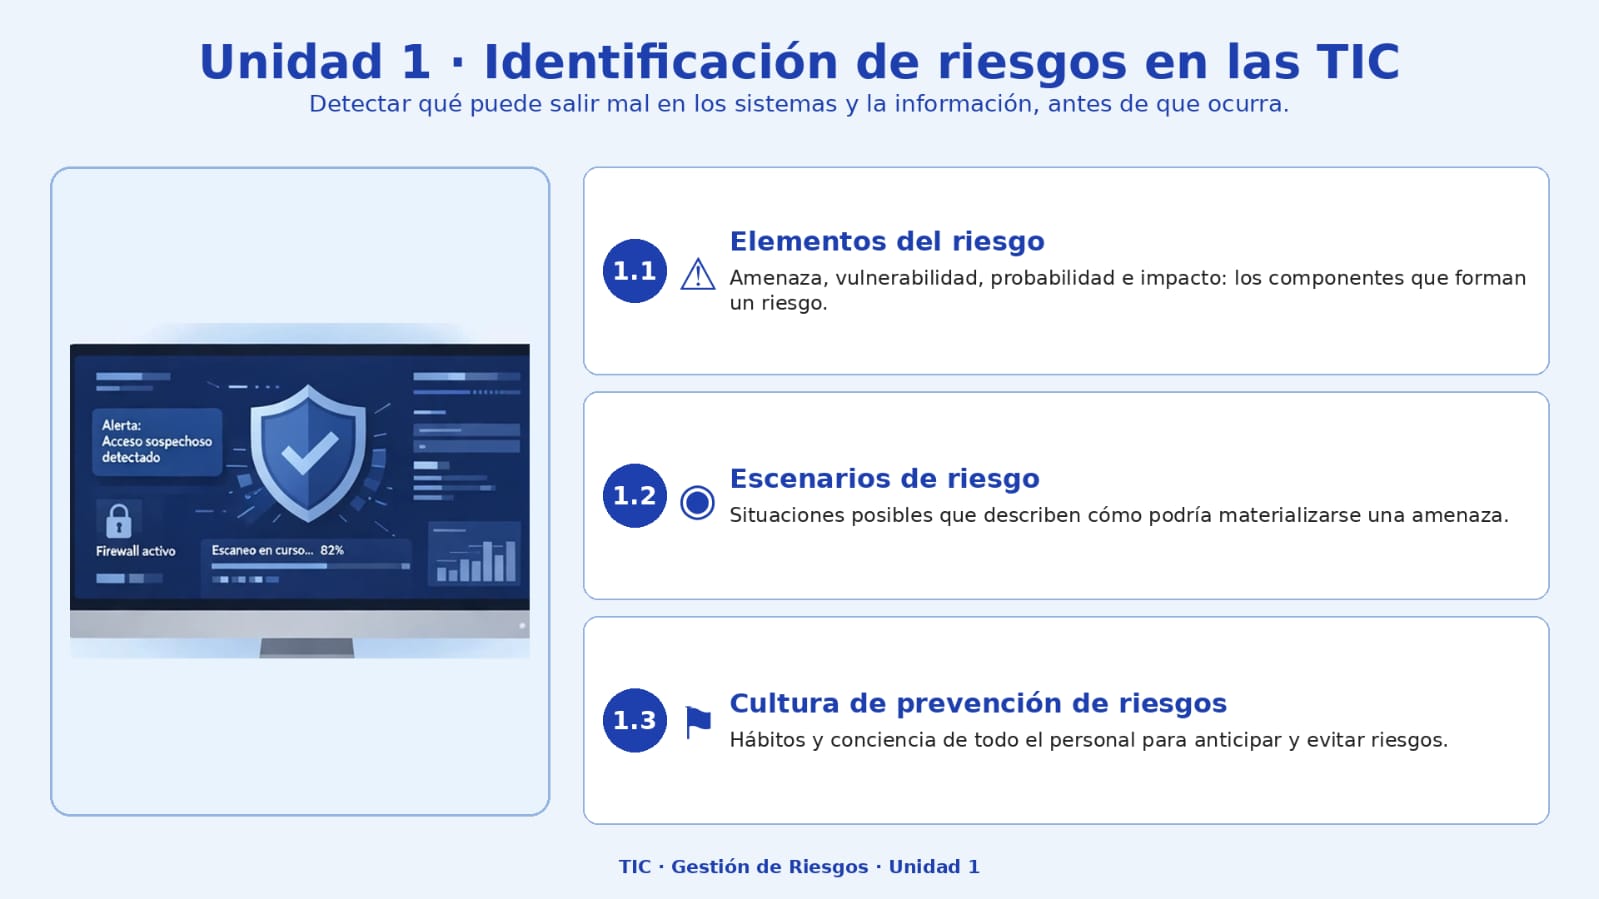 Unidad 1 · Identificación de riesgos en las TIC
Detectar qué puede salir mal en los sistemas y la información, antes de que ocurra.
Alerta:
Acceso sospechoso
detectado
Firewall activo
Escaneo en curso... 82%
1.1
⚠
Elementos del riesgo
Amenaza, vulnerabilidad, probabilidad e impacto: los componentes que forman
un riesgo.
1.2
◉
Escenarios de riesgo
Situaciones posibles que describen cómo podría materializarse una amenaza.
1.3
⚑
Cultura de prevención de riesgos
Hábitos y conciencia de todo el personal para anticipar y evitar riesgos.
TIC · Gestión de Riesgos · Unidad 1